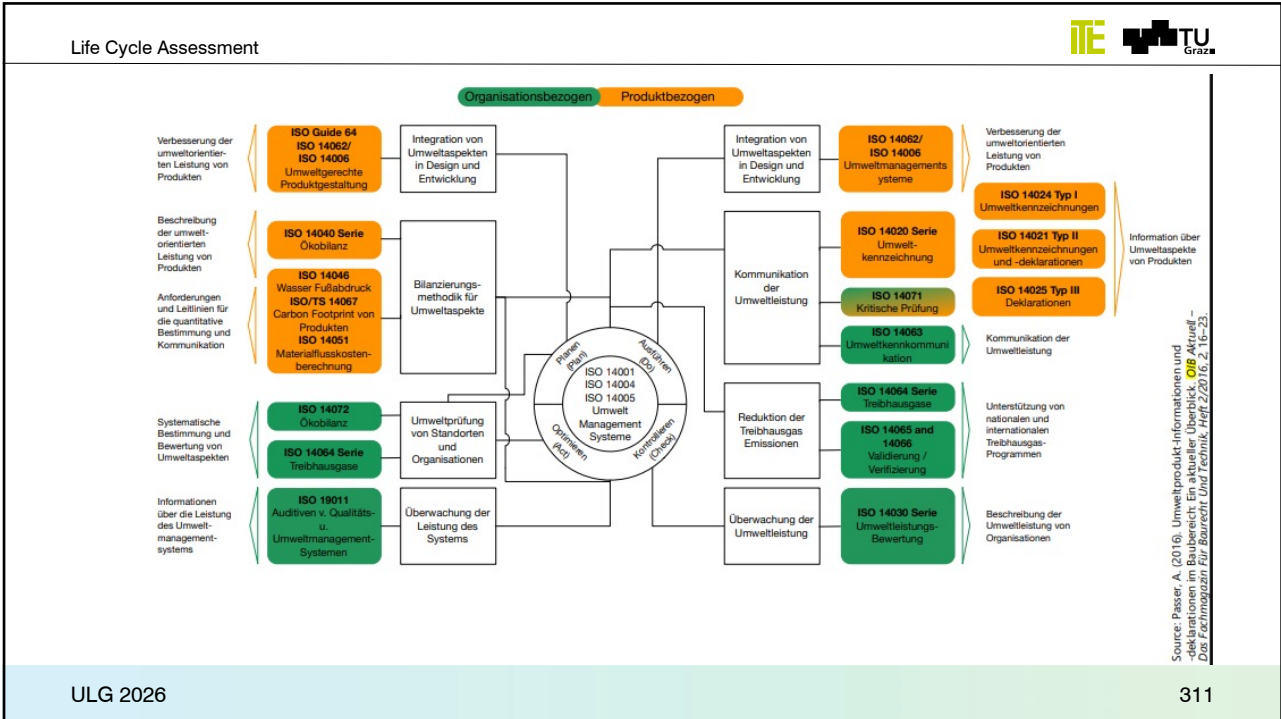 Life Cycle Assessment
iTE
TU
Graz
Organisationsbezogen
Produktbezogen
Verbesserung der
umweltorientier-
ten Leistung von
Produkten
ISO Guide 64
ISO 14062/
ISO 14006
Umweltgerechte
Produktgestaltung
Integration von
Umweltaspekten
in Design und
Entwicklung
Beschreibung
der umwelt-
orientierten
Leistung von
Produkten
ISO 14040 Serie
Ökobilanz
Anforderungen
und Leitlinien für
die quantitative
Bestimmung und
Kommunikation
ISO 14046
Wasser Fußabdruck
ISO/TS 14067
Carbon Footprint von
Produkten
ISO 14051
Materialflusskosten-
berechnung
Bilanzierungs-
methodik für
Umweltaspekte
Systematische
Bestimmung und
Bewertung von
Umweltaspekten
ISO 14072
Ökobilanz
ISO 14064 Serie
Treibhausgase
Umweltprüfung
von Standorten
und
Organisationen
Informationen
über die Leistung
des Umwelt-
management-
systems
ISO 19011
Auditiven v. Qualitäts-
u.
Umweltmanagement-
Systemen
Überwachung der
Leistung des
Systems
Planen
(Plan)
Ausführen
(Do)
ISO 14001
ISO 14004
ISO 14005
Umwelt
Management
Systeme
Optimieren
(Act)
Kontrollieren
(Check)
Integration von
Umweltaspekten
in Design und
Entwicklung
ISO 14062/
ISO 14006
Umweltmanagements
ysteme
Verbesserung der
umweltorientierten
Leistung von
Produkten
Kommunikation
der
Umweltleistung
ISO 14020 Serie
Umwelt-
kennzeichnung
ISO 14024 Typ I
Umweltkennzeichnungen
ISO 14021 Typ II
Umweltkennzeichnungen
und -deklarationen
ISO 14025 Typ III
Deklarationen
Information über
Umweltaspekte
von Produkten
ISO 14071
Kritische Prüfung
ISO 14063
Umweltkennkommuni
kation
Kommunikation der
Umweltleistung
Reduktion der
Treibhausgas
Emissionen
ISO 14064 Serie
Treibhausgase
ISO 14065 and
14066
Validierung /
Verifizierung
Unterstützung von
nationalen und
internationalen
Treibhausgas-
Programmen
Überwachung der
Umweltleistung
ISO 14030 Serie
Umweltleistungs-
Bewertung
Beschreibung der
Umweltleistung von
Organisationen
Source: Passer, A. (2016). Umweltprodukt-Informationen und
-deklarationen im Baubereich: Ein aktueller Überblick. OIB Aktuell –
Das Fachmagazin Für Baurecht Und Technik, Heft 2/2016, 2, 16–23.
ULG 2026
311